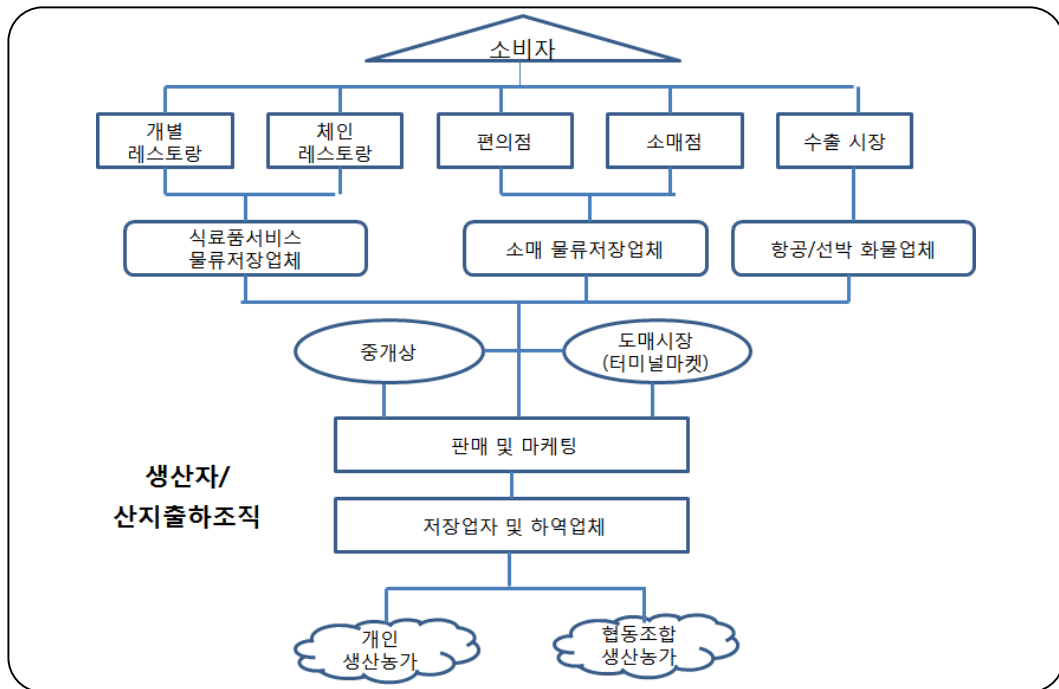 소비자
개별
레스토랑
체인
레스토랑
편의점
소매점
수출 시장
식료품서비스
물류저장업체
소매 물류저장업체
항공/선박 화물업체
중개상
도매시장
(터미널마켓)
판매 및 마케팅
생산자/
산지출하조직
저장업자 및 하역업체
개인
생산농가
협동조합
생산농가